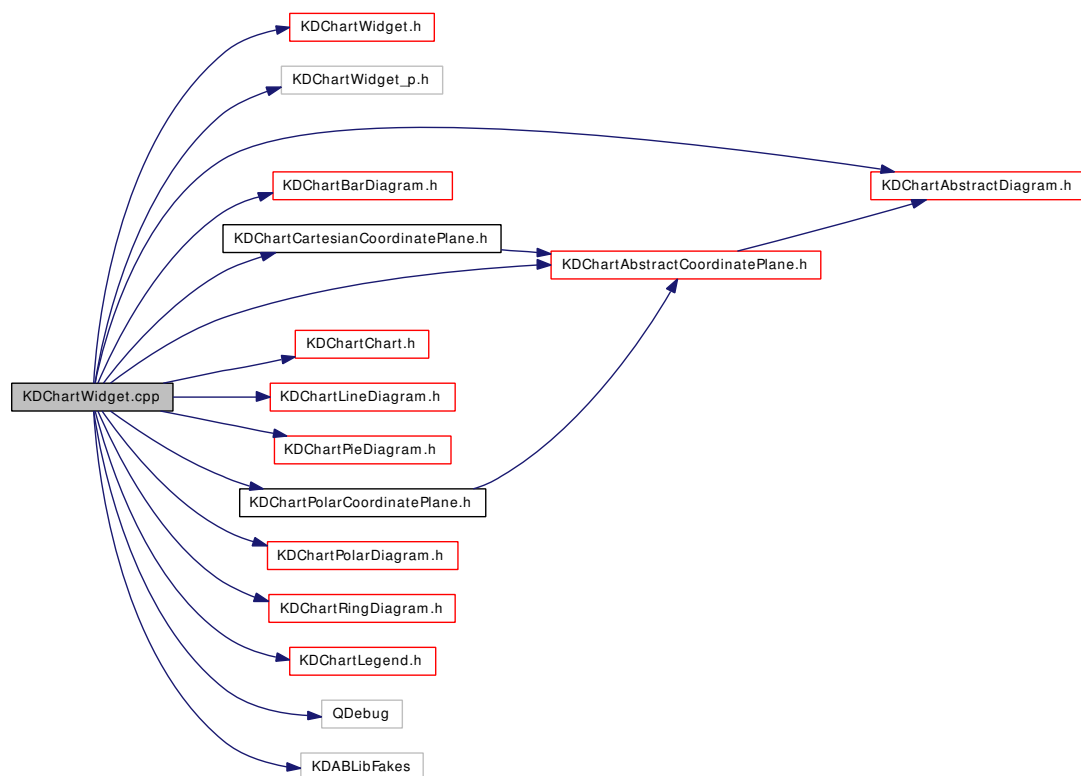 KDChartWidget.h
KDChartWidget_p.h
KDChartAbstractDiagram.h
KDChartBarDiagram.h
KDChartCartesianCoordinatePlane.h
KDChartAbstractCoordinatePlane.h
KDChartChart.h
KDChartWidget.cpp
KDChartLineDiagram.h
KDChartPieDiagram.h
KDChartPolarCoordinatePlane.h
KDChartPolarDiagram.h
KDChartRingDiagram.h
KDChartLegend.h
QDebug
KDABLibFakes